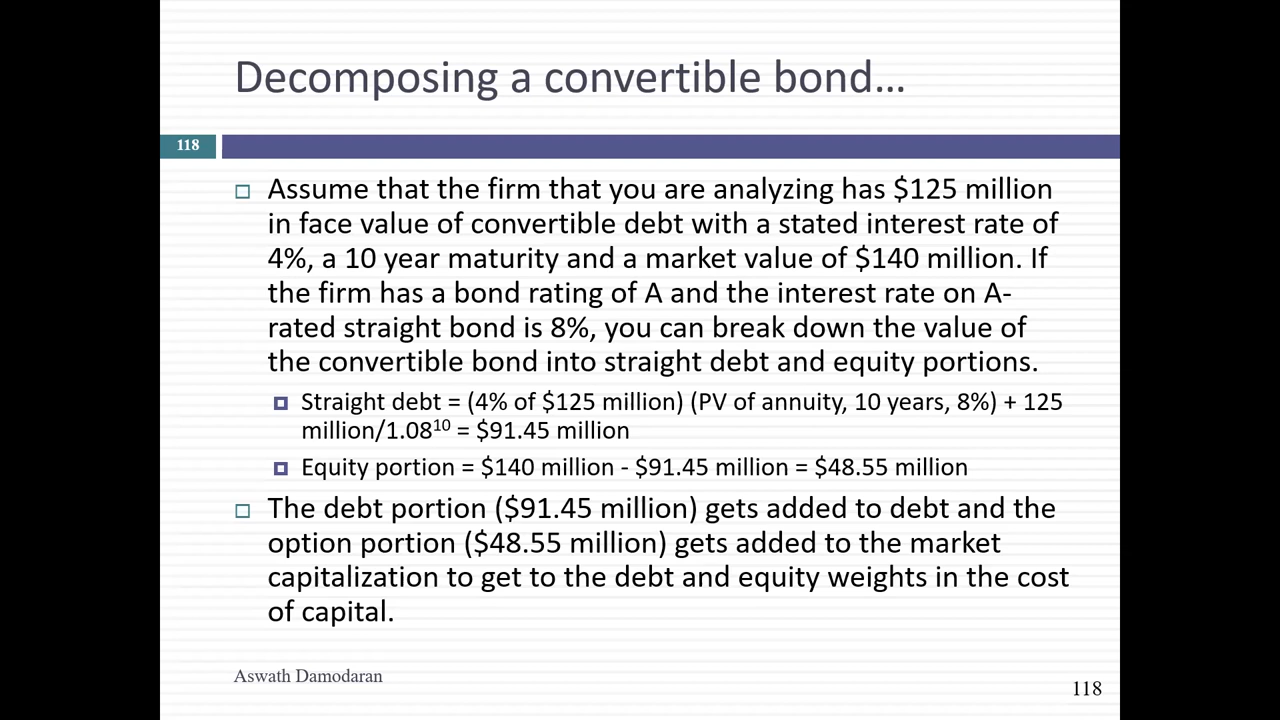 Decomposing a convertible bond…
118
Assume that the firm that you are analyzing has $125 million
in face value of convertible debt with a stated interest rate of
4%, a 10 year maturity and a market value of $140 million. If
the firm has a bond rating of A and the interest rate on A-
rated straight bond is 8%, you can break down the value of
the convertible bond into straight debt and equity portions.
Straight debt = (4% of $125 million) (PV of annuity, 10 years, 8%) + 125
million/1.08¹⁰ = $91.45 million
Equity portion = $140 million - $91.45 million = $48.55 million
The debt portion ($91.45 million) gets added to debt and the
option portion ($48.55 million) gets added to the market
capitalization to get to the debt and equity weights in the cost
of capital.
Aswath Damodaran
118